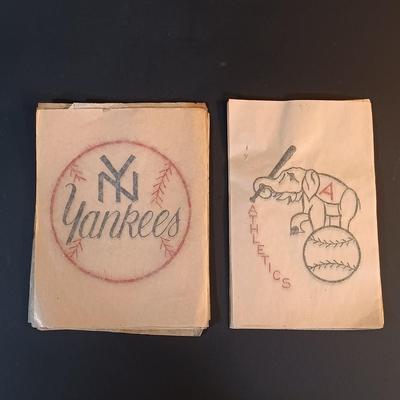 NY
Yankees
A
ATHLETICS